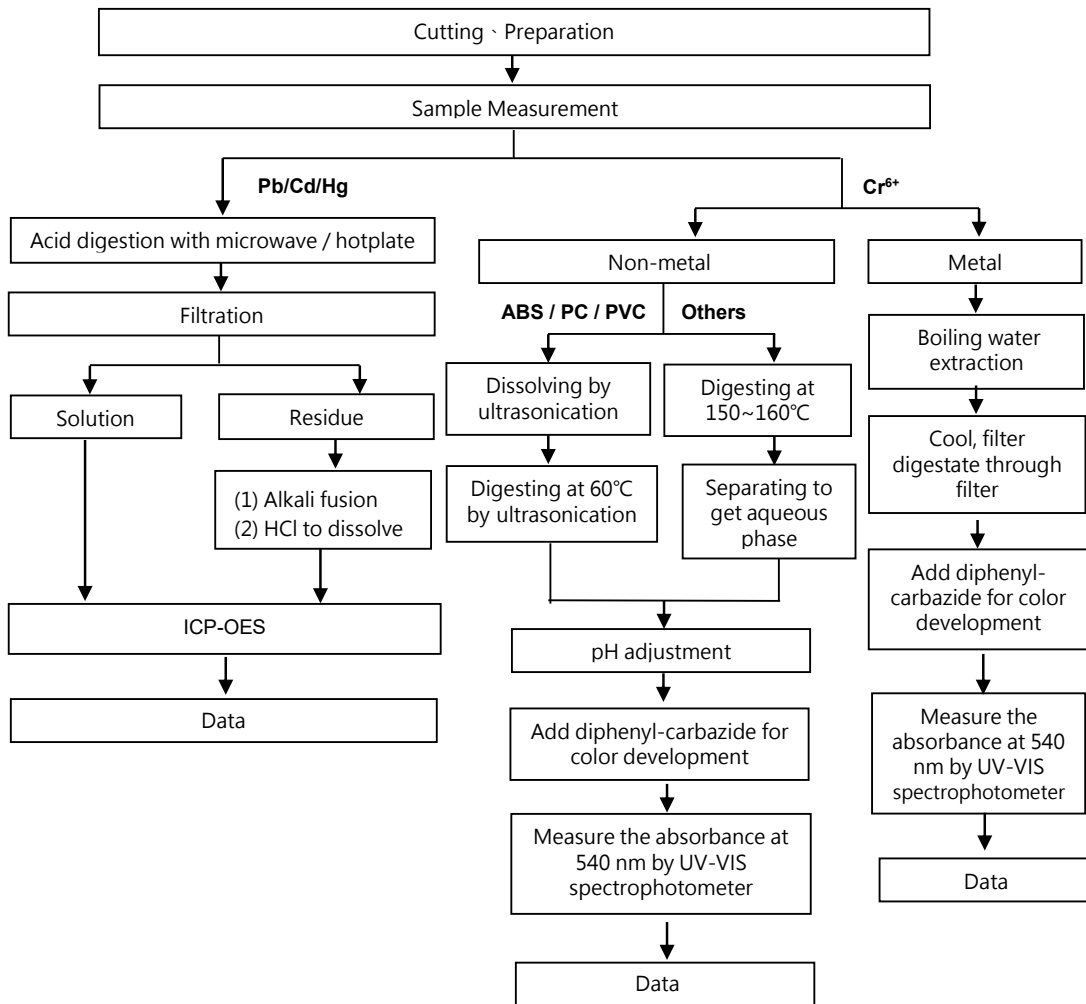 Cutting、Preparation
Sample Measurement
Pb/Cd/Hg
Acid digestion with microwave / hotplate
Filtration
Solution
Residue
(1) Alkali fusion
(2) HCl to dissolve
ICP-OES
Data
Cr⁶⁺
Non-metal
ABS / PC / PVC
Others
Dissolving by
ultrasonication
Digesting at
150~160℃
Digesting at 60℃
by ultrasonication
Separating to
get aqueous
phase
pH adjustment
Add diphenyl-carbazide for
color development
Measure the absorbance at
540 nm by UV-VIS
spectrophotometer
Data
Metal
Boiling water
extraction
Cool, filter
digestate through
filter
Add diphenyl-
carbazide for color
development
Measure the
absorbance at 540
nm by UV-VIS
spectrophotometer
Data